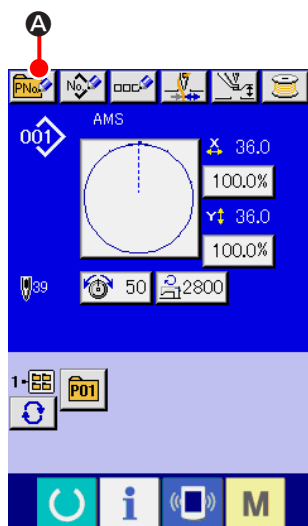 A
PNo. No.
001 AMS
X 36.0
100.0%
Y 36.0
100.0%
39 50 2800
1-
P01
i M